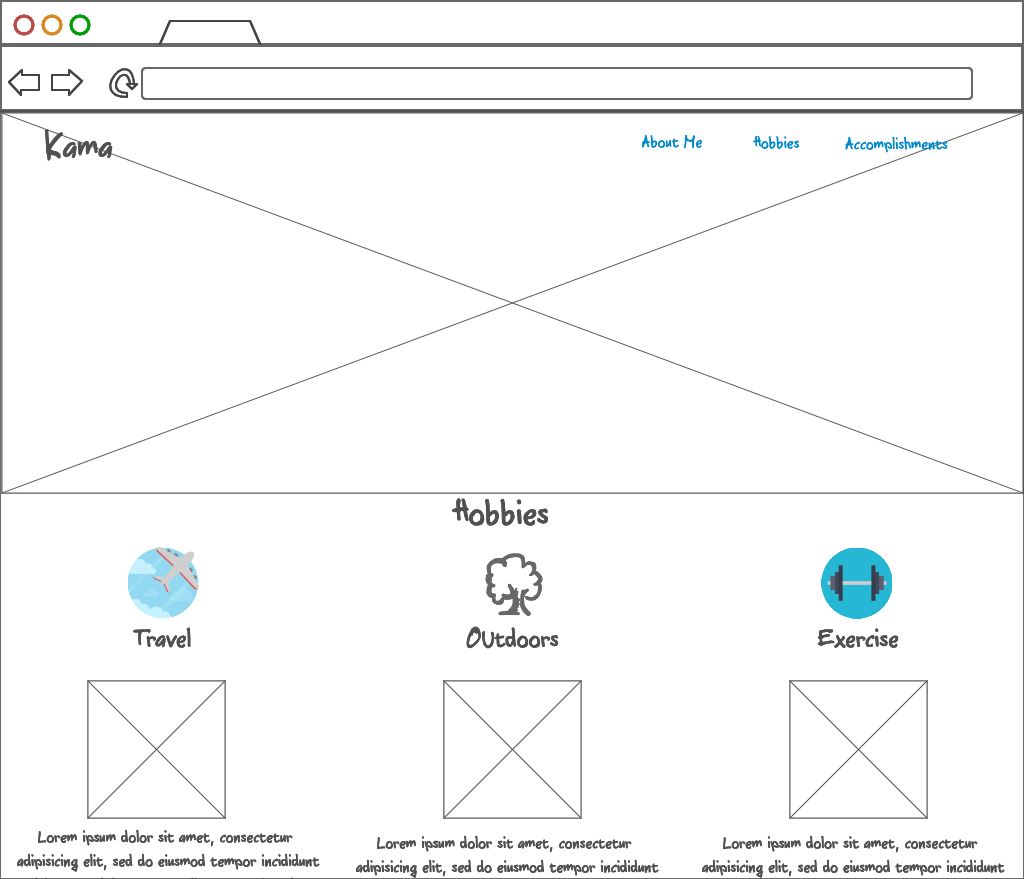 Kama
About Me
Hobbies
Accomplishments
Hobbies
Travel
Outdoors
Exercise
Lorem ipsum dolor sit amet, consectetur
adipisicing elit, sed do eiusmod tempor incididunt
Lorem ipsum dolor sit amet, consectetur
adipisicing elit, sed do eiusmod tempor incididunt
Lorem ipsum dolor sit amet, consectetur
adipisicing elit, sed do eiusmod tempor incididunt